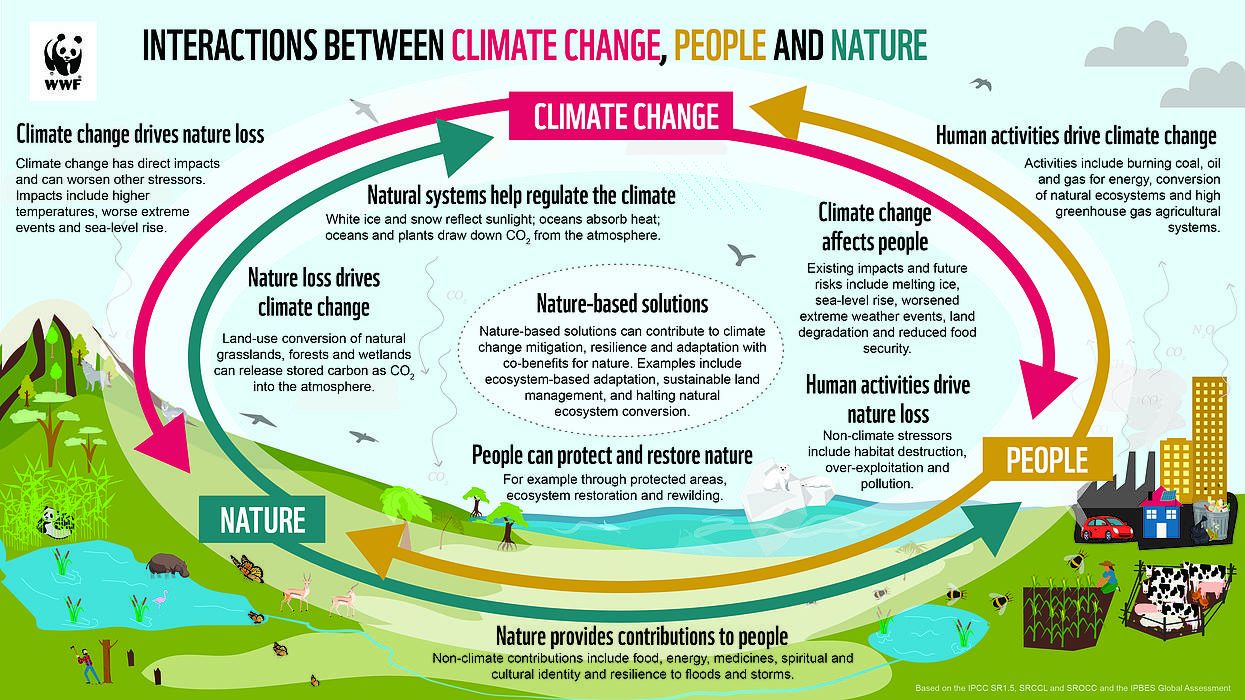 INTERACTIONS BETWEEN CLIMATE CHANGE, PEOPLE AND NATURE
WWF
CLIMATE CHANGE
Climate change drives nature loss
Climate change has direct impacts
and can worsen other stressors.
Impacts include higher
temperatures, worse extreme
events and sea-level rise.
Human activities drive climate change
Activities include burning coal, oil
and gas for energy, conversion
of natural ecosystems and high
greenhouse gas agricultural
systems.
Natural systems help regulate the climate
White ice and snow reflect sunlight; oceans absorb heat;
oceans and plants draw down CO₂ from the atmosphere.
Climate change
affects people
Existing impacts and future
risks include melting ice,
sea-level rise, worsened
extreme weather events, land
degradation and reduced food
security.
Nature loss drives
climate change
Land-use conversion of natural
grasslands, forests and wetlands
can release stored carbon as CO₂
into the atmosphere.
CO₂
Nature-based solutions
Nature-based solutions can contribute to climate
change mitigation, resilience and adaptation with
co-benefits for nature. Examples include
ecosystem-based adaptation, sustainable land
management, and halting natural
ecosystem conversion.
N₂O
CO₂
Human activities drive
nature loss
Non-climate stressors
include habitat destruction,
over-exploitation and
pollution.
People can protect and restore nature
For example through protected areas,
ecosystem restoration and rewilding.
CO₂
PEOPLE
NATURE
Nature provides contributions to people
Non-climate contributions include food, energy, medicines, spiritual and
cultural identity and resilience to floods and storms.
Based on the IPCC SR1.5, SRCCL and SROCC and the IPBES Global Assessment